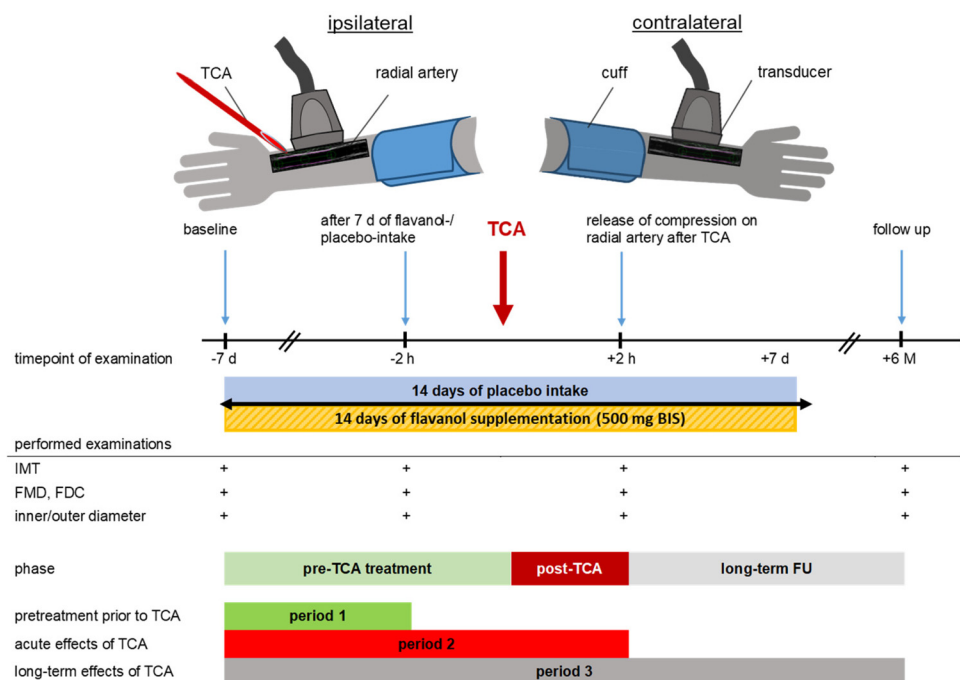 ipsilateral
contralateral
TCA
radial artery
cuff
transducer
baseline
after 7 d of flavanol-/
placebo-intake
TCA
release of compression on
radial artery after TCA
follow up
timepoint of examination
-7 d
-2 h
+2 h
+7 d
+6 M
14 days of placebo intake
14 days of flavanol supplementation (500 mg BIS)
performed examinations
IMT + + + +
FMD, FDC + + + +
inner/outer diameter + + + +
phase
pre-TCA treatment
post-TCA
long-term FU
pretreatment prior to TCA
period 1
acute effects of TCA
period 2
long-term effects of TCA
period 3